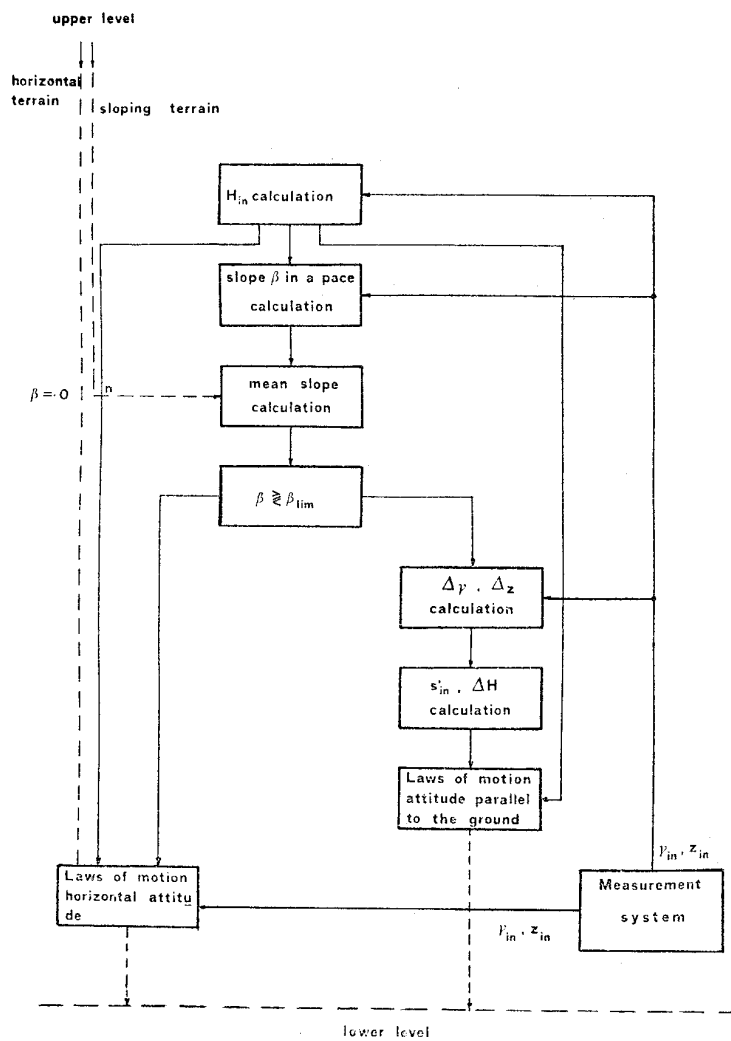 upper level
horizontal
terrain
sloping terrain
H_in calculation
slope β in a pace
calculation
mean slope
calculation
β = 0
n
β ≷ β_lim
Δγ , Δz
calculation
s'_in , ΔH
calculation
Laws of motion
attitude parallel
to the ground
γ_in , z_in
Laws of motion
horizontal attitu
de
Measurement
system
γ_in , z_in
lower level